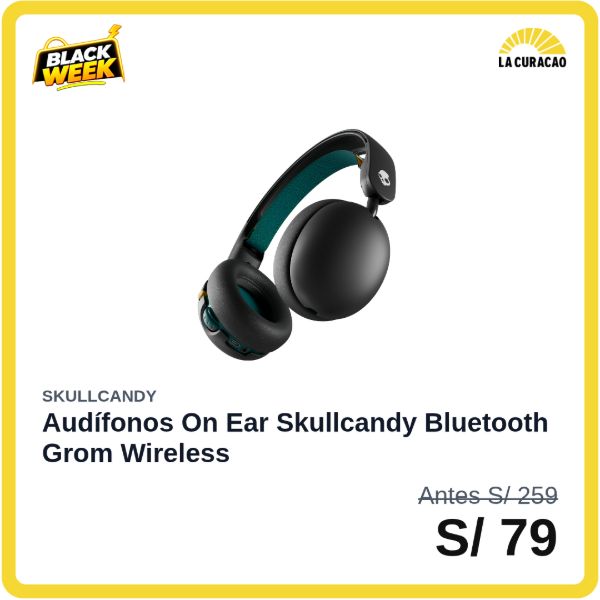 BLACK
WEEK
LA CURACAO
SKULLCANDY
Audífonos On Ear Skullcandy Bluetooth
Grom Wireless
Antes S/ 259
S/ 79